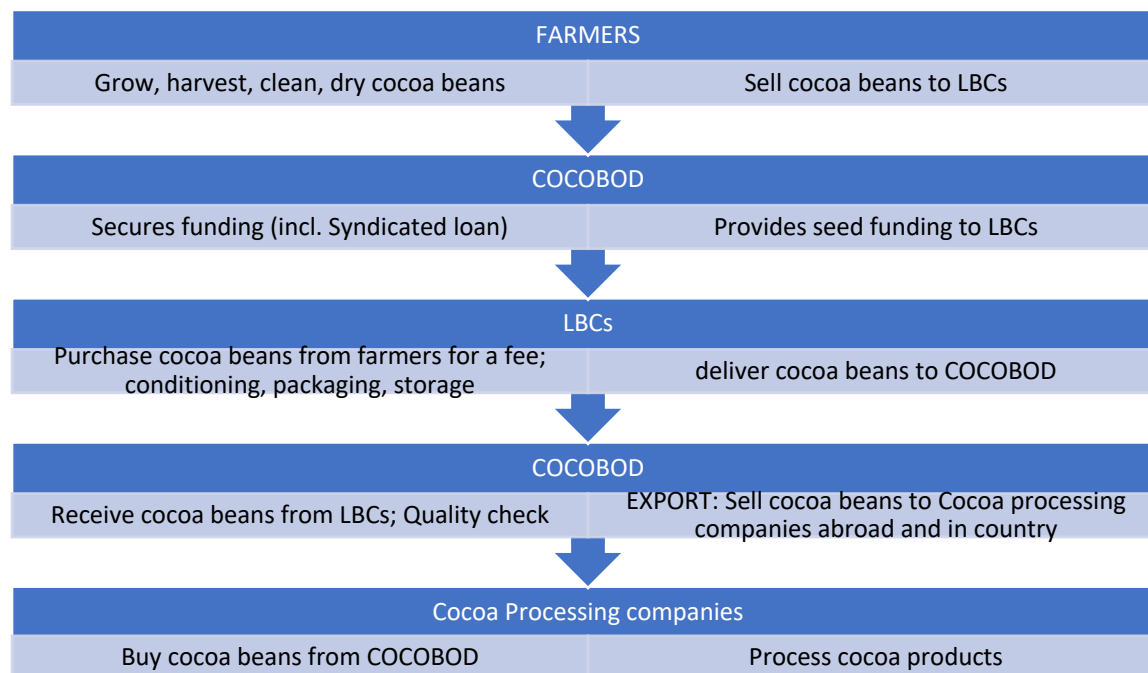 FARMERS
Grow, harvest, clean, dry cocoa beans
Sell cocoa beans to LBCs
COCOBOD
Secures funding (incl. Syndicated loan)
Provides seed funding to LBCs
LBCs
Purchase cocoa beans from farmers for a fee;
conditioning, packaging, storage
deliver cocoa beans to COCOBOD
COCOBOD
Receive cocoa beans from LBCs; Quality check
EXPORT: Sell cocoa beans to Cocoa processing
companies abroad and in country
Cocoa Processing companies
Buy cocoa beans from COCOBOD
Process cocoa products